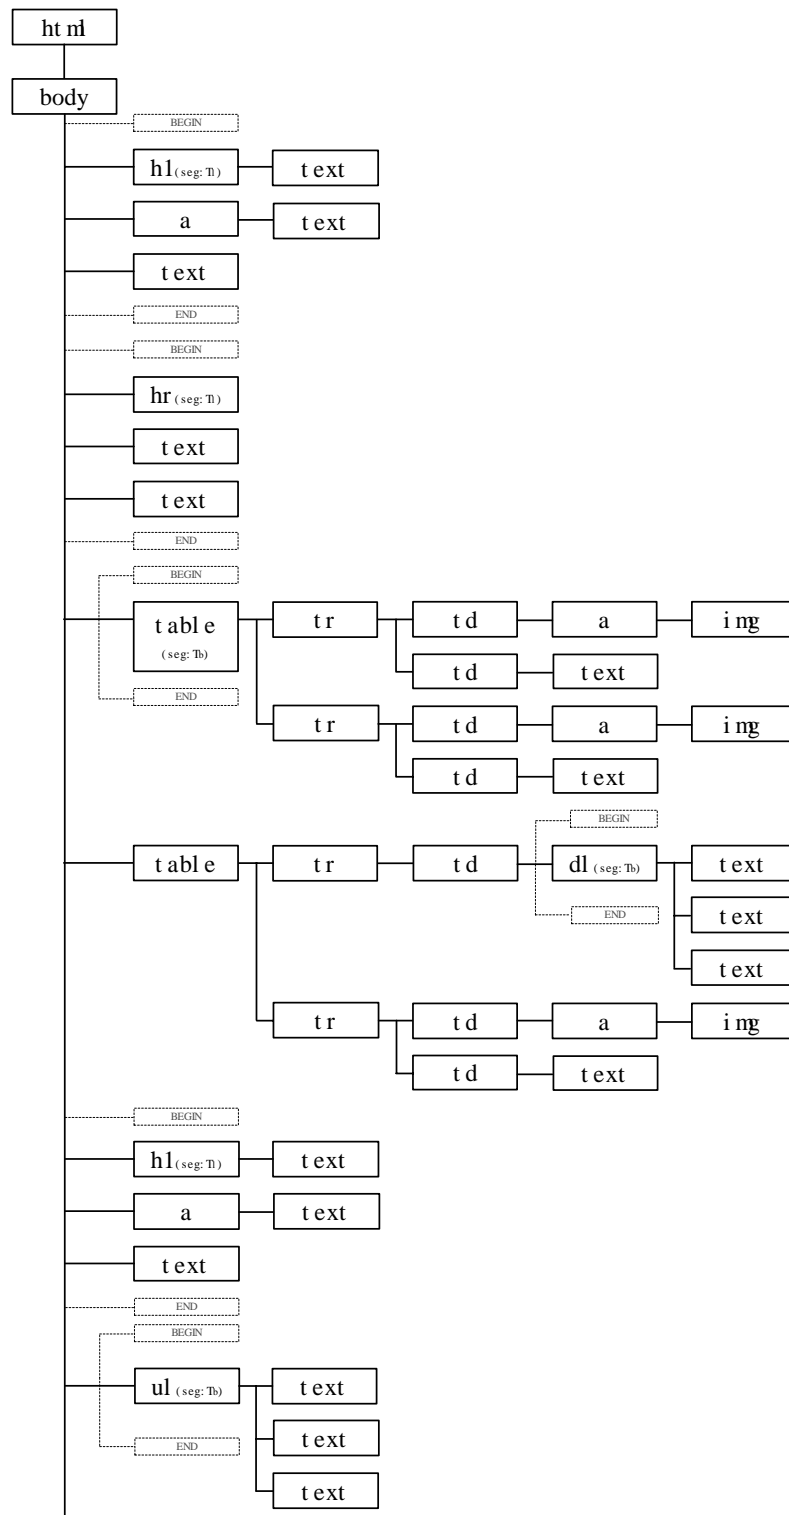 html
body
BEGIN
h1 (seg: Tl) text
a text
text
END
BEGIN
hr (seg: Tl)
text
text
END
BEGIN
table tr td a img
(seg: Tb)
td text
END
tr td a img
td text
BEGIN
table tr td dl (seg: Tb) text
END text
text
tr td a img
td text
BEGIN
h1 (seg: Tl) text
a text
text
END
BEGIN
ul (seg: Tb) text
text
END
text